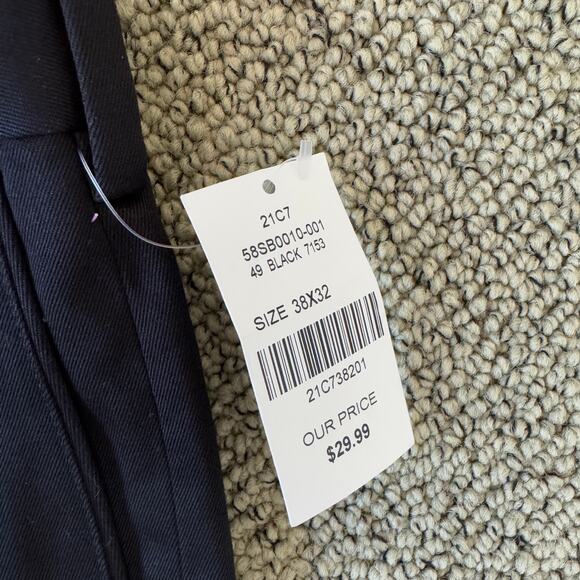 21C7
58SB0010-001
49 BLACK 7153
SIZE 38X32
21C738201
OUR PRICE
$29.99